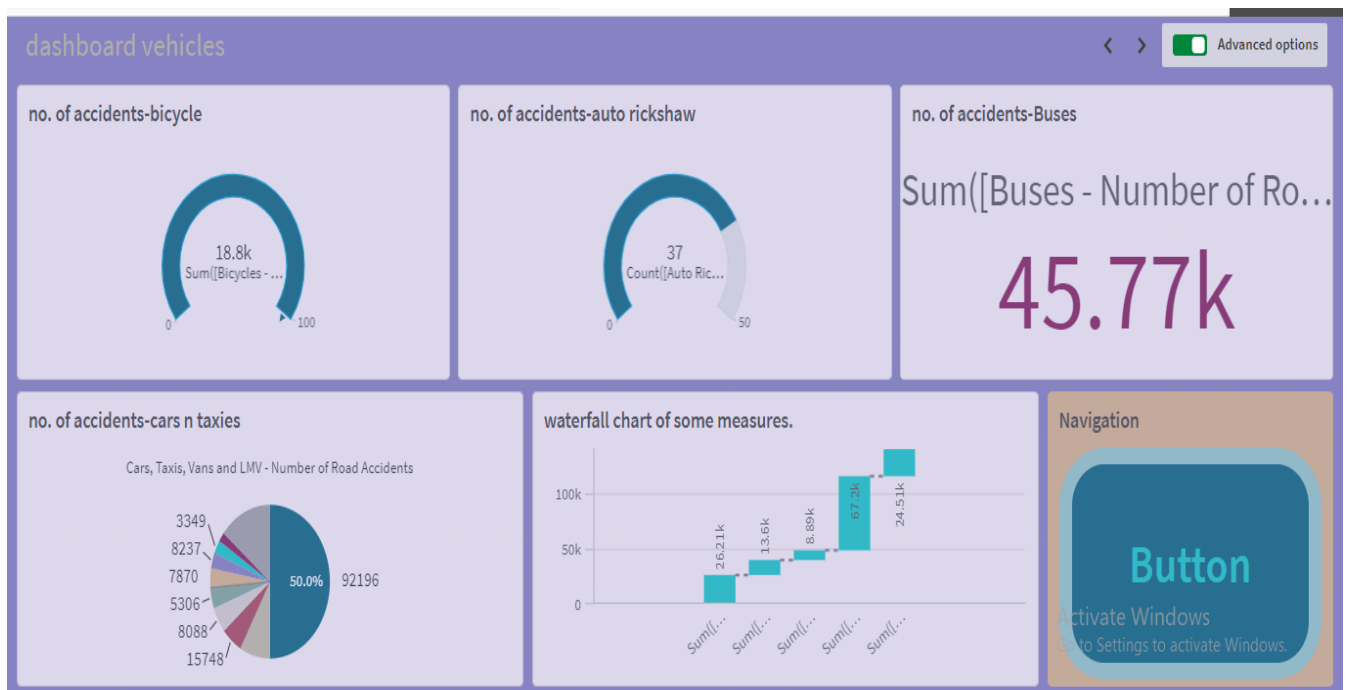 dashboard vehicles
Advanced options
no. of accidents-bicycle
18.8k
Sum([Bicycles - ...
0
100
no. of accidents-auto rickshaw
37
Count([Auto Ric...
0
50
no. of accidents-Buses
Sum([Buses - Number of Ro...
45.77k
no. of accidents-cars n taxies
Cars, Taxis, Vans and LMV - Number of Road Accidents
3349
8237
7870
5306
8088
15748
50.0%
92196
waterfall chart of some measures.
100k
50k
0
26.21k
13.6k
8.89k
67.2k
24.51k
Sum([...
Sum([...
Sum([...
Sum([...
Sum([...
Navigation
Button
Activate Windows
Go to Settings to activate Windows.